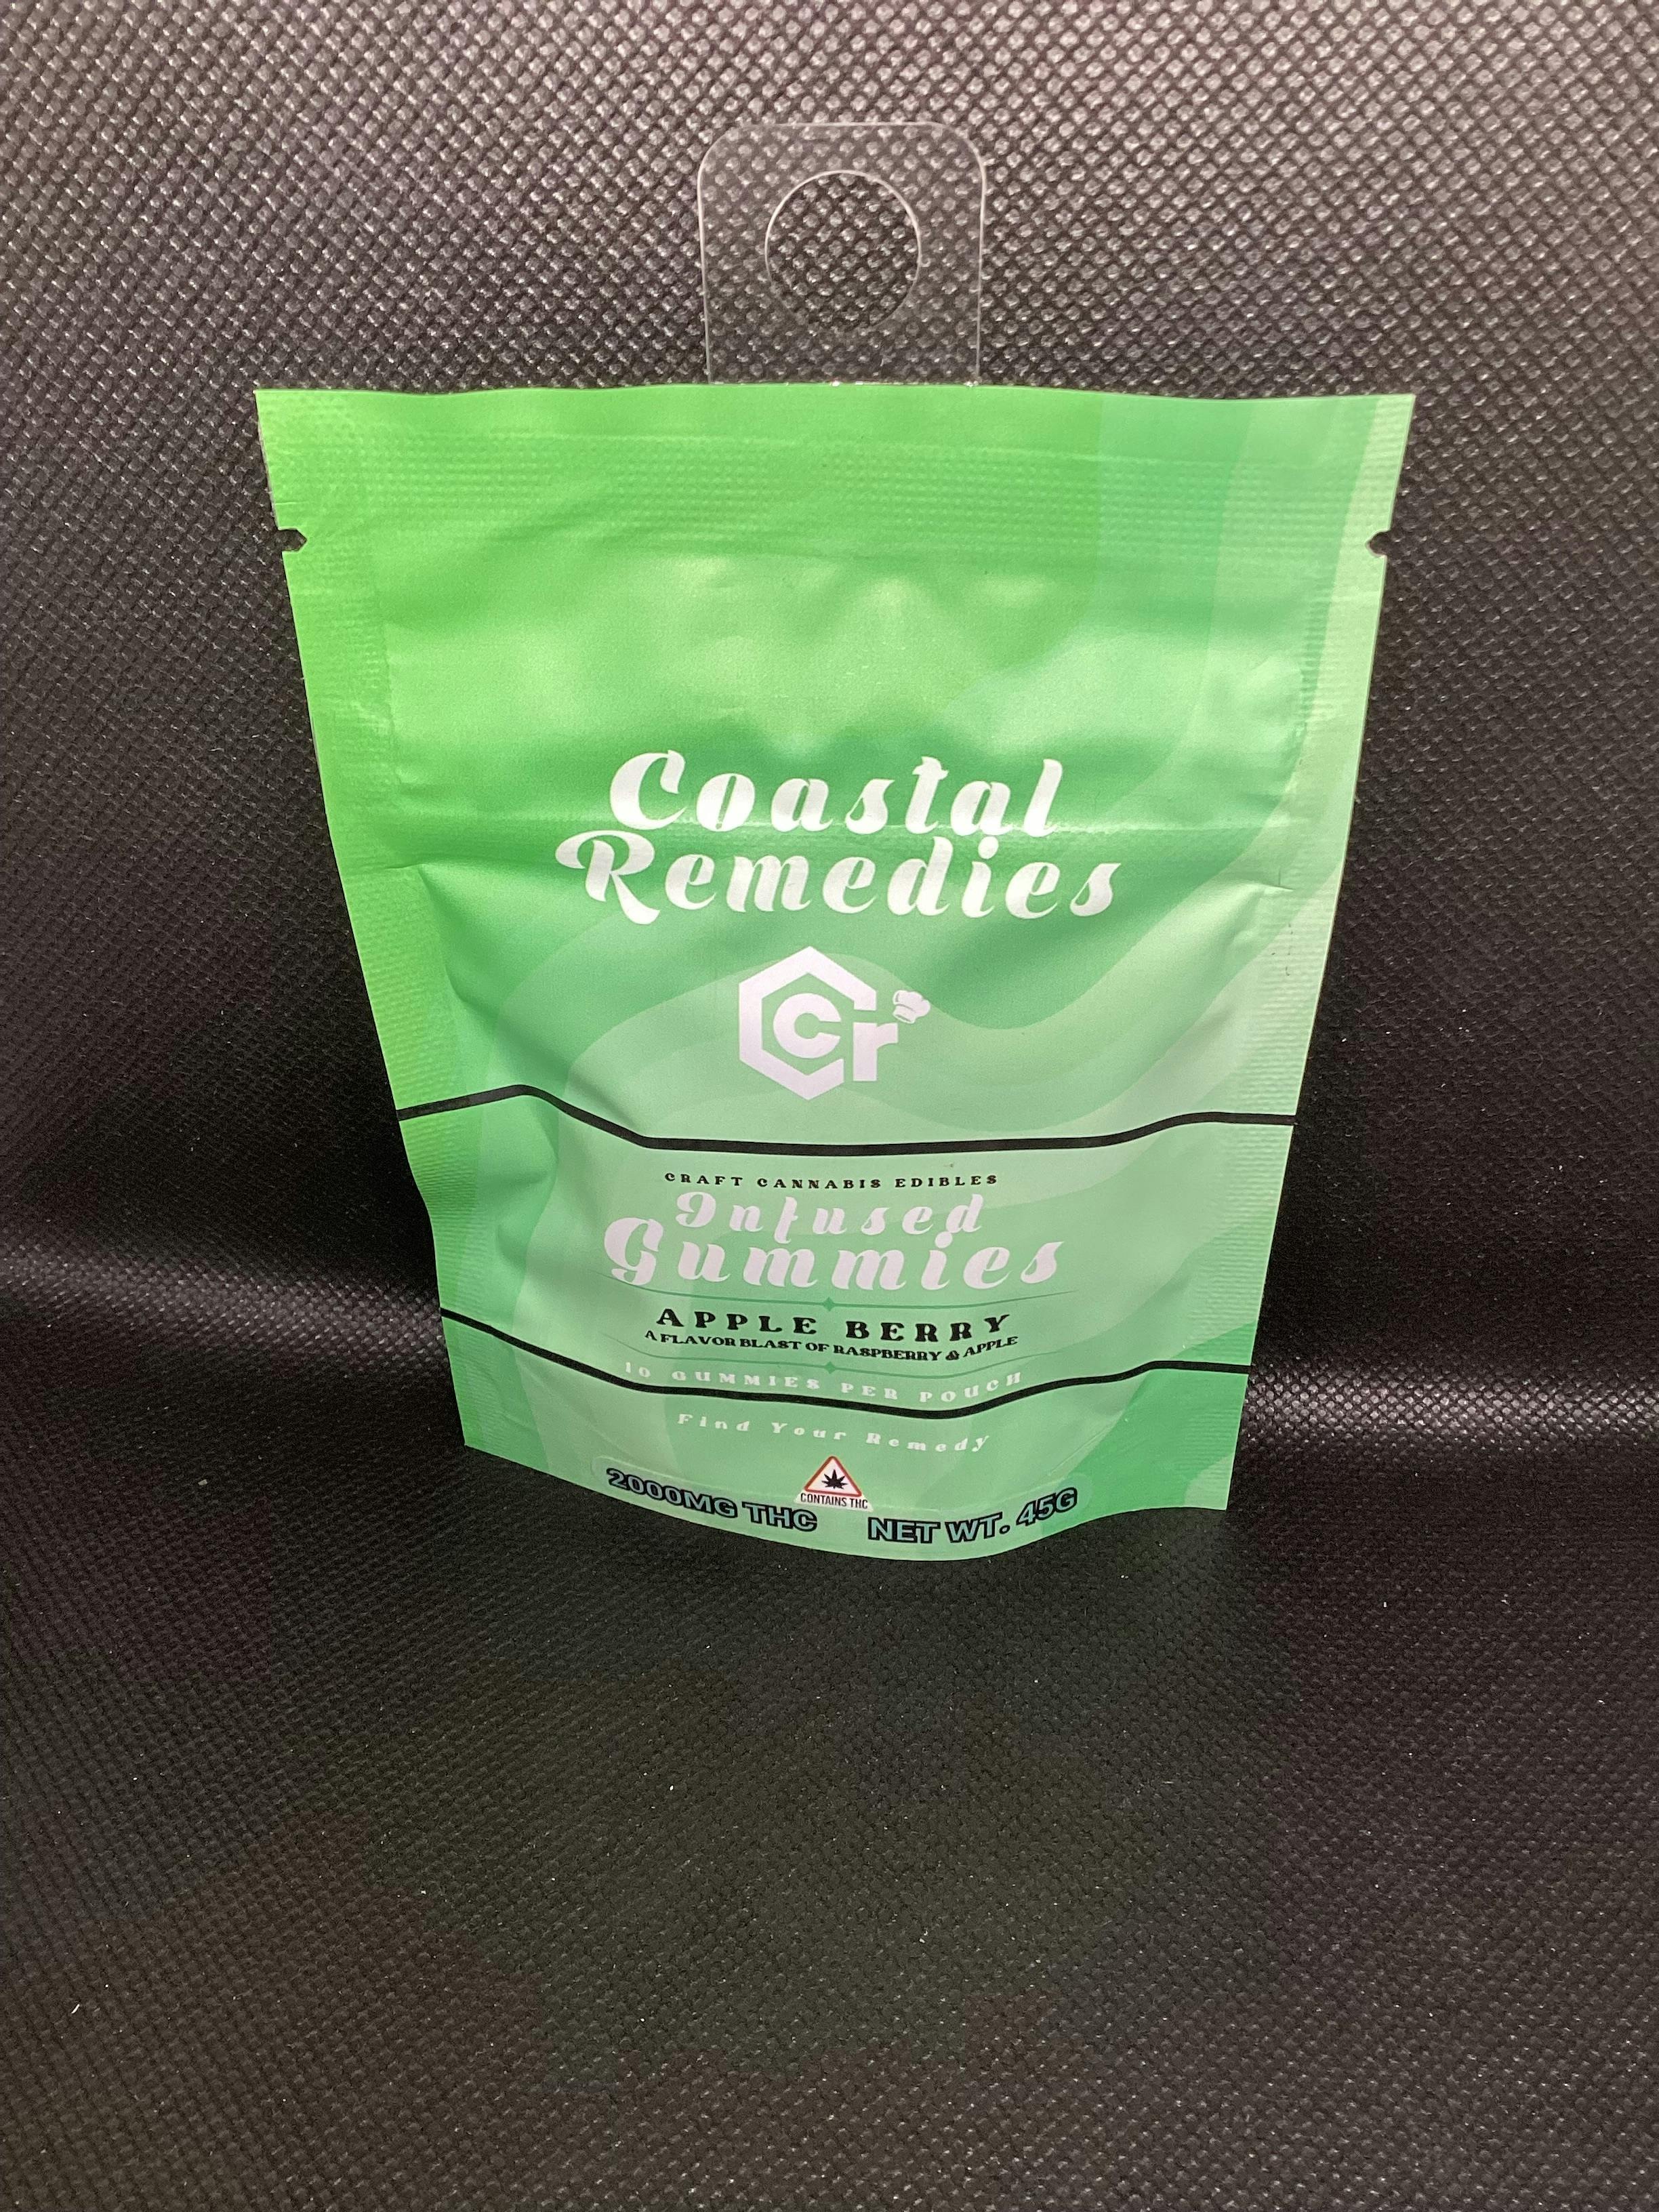 Coastal
Remedies
Cr
CRAFT CANNABIS EDIBLES
Infused
Gummies
APPLE BERRY
A FLAVOR BLAST OF RASPBERRY & APPLE
10 GUMMIES PER POUCH
Find Your Remedy
CONTAINS THC
2000MG THC NET WT. 45G